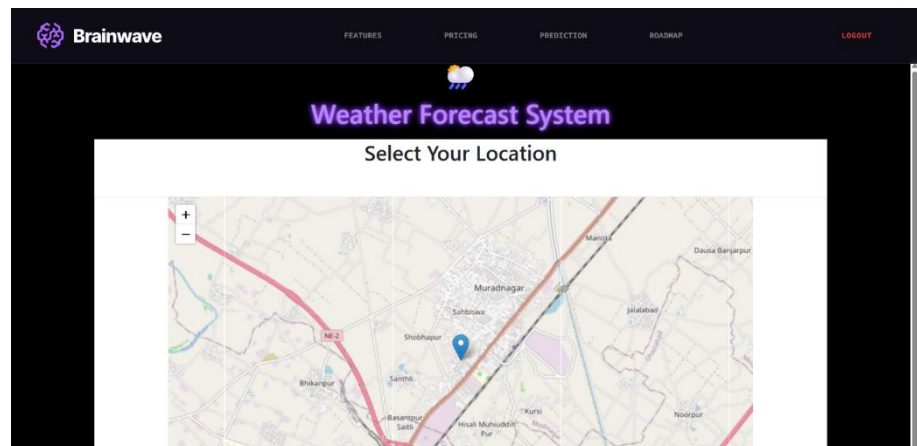 Brainwave
FEATURES
PRICING
PREDICTION
ROADMAP
LOGOUT
Weather Forecast System
Select Your Location
+
−
Manota
Dausa Banjarpur
Muradnagar
Sahbiswa
Jalalabad
NE-2
Shobhapur
Bhikanpur
Santhli
Basantpur
Saitli
Kursi
Hisali Muhiuddin
Pur
Noorpur